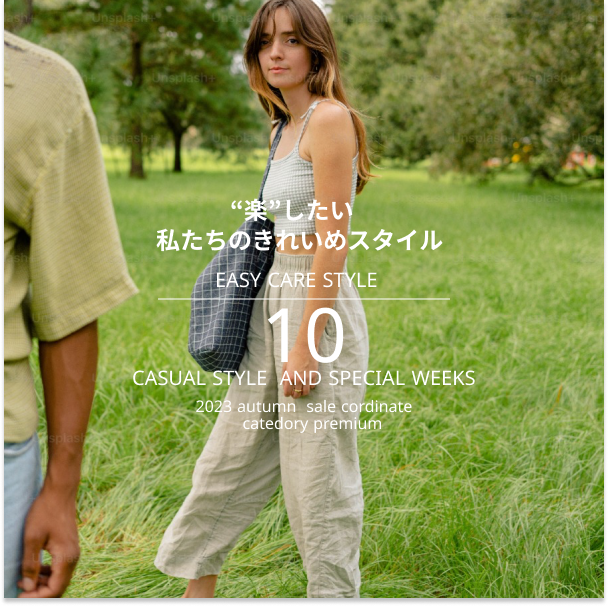 “楽”したい
私たちのきれいめスタイル
EASY CARE STYLE
10
CASUAL STYLE AND SPECIAL WEEKS
2023 autumn sale cordinate
catedory premium